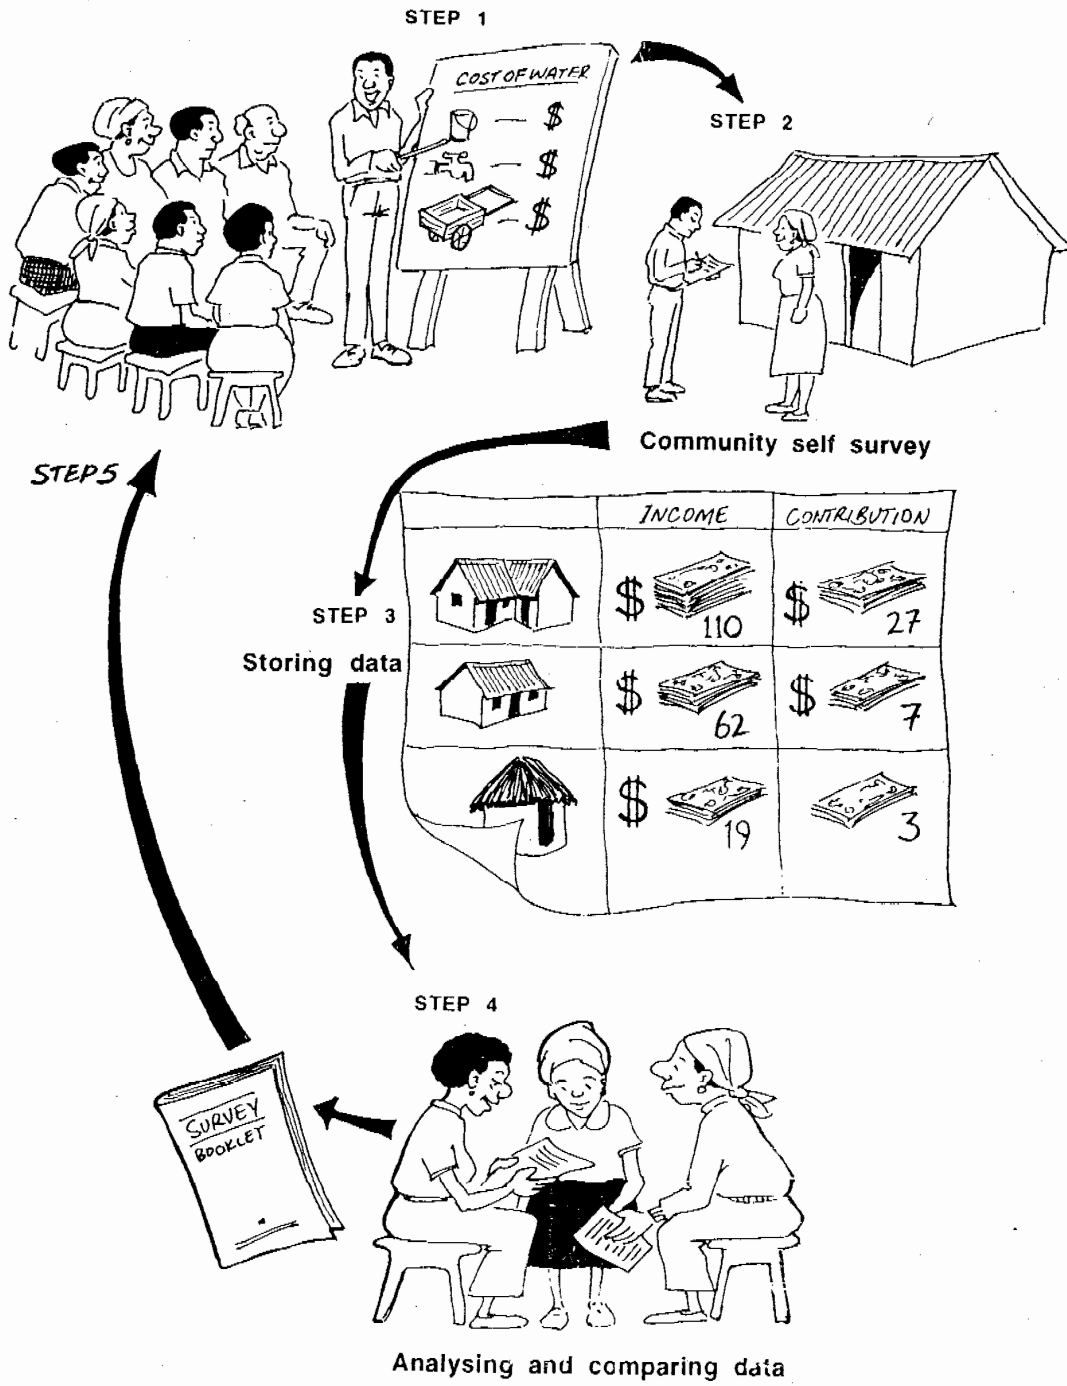 STEP 1
COST OF WATER
— $
— $
— $
STEP 2
Community self survey
STEP 5
INCOME CONTRIBUTION
$ 110 $ 27
STEP 3
Storing data
$ 62 $ 7
$ 19 3
STEP 4
SURVEY
BOOKLET
Analysing and comparing data